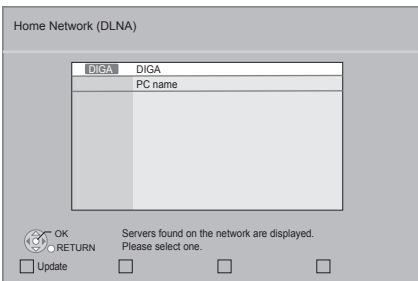 Home Network (DLNA)
DIGA DIGA
PC name
OK
RETURN
Servers found on the network are displayed.
Please select one.
Update